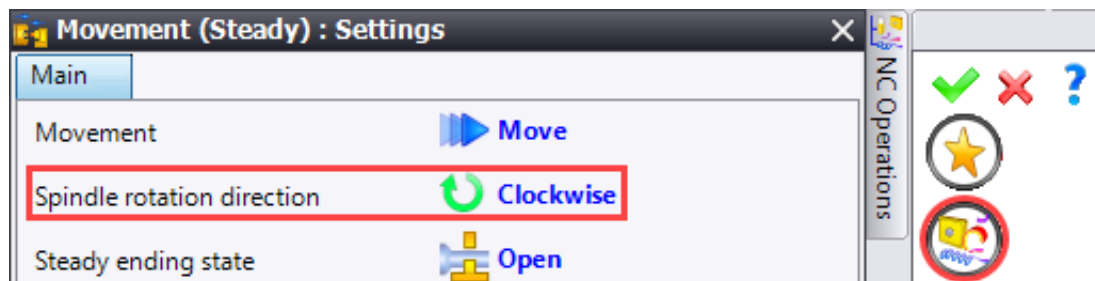 Movement (Steady) : Settings
Main
Movement
Move
Spindle rotation direction
Clockwise
Steady ending state
Open
NC Operations
?